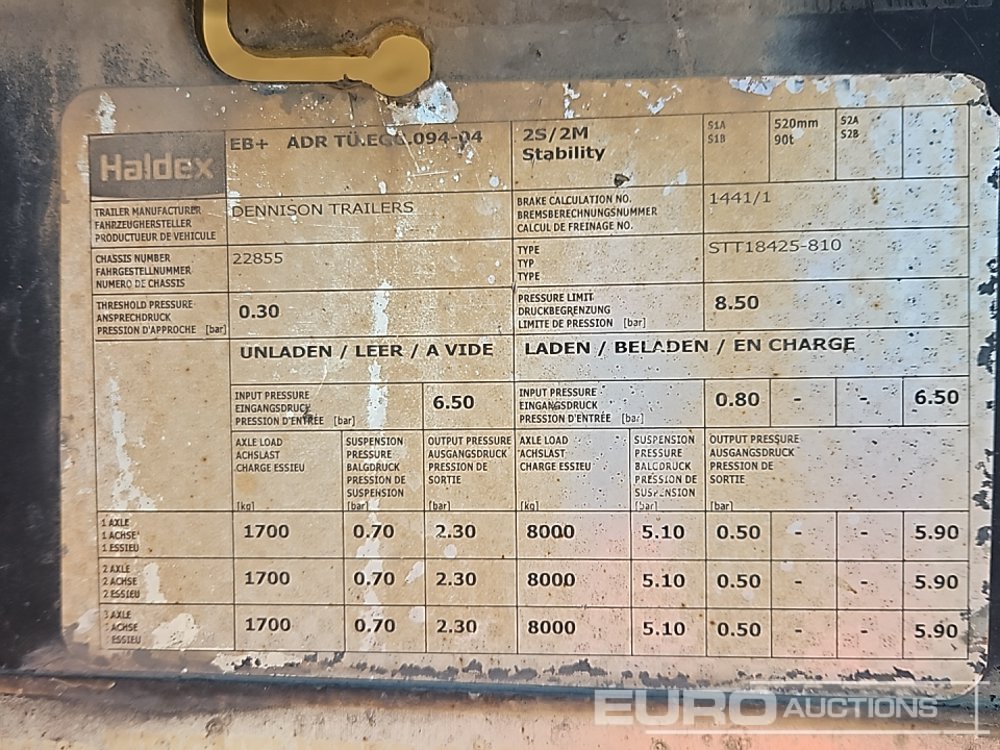 Haldex
EB+ ADR TÜ.EGG.094-04
2S/2M
Stability
S1A
S1B
520mm
90t
S2A
S2B
TRAILER MANUFACTURER
FAHRZEUGHERSTELLER
PRODUCTUEUR DE VEHICULE
DENNISON TRAILERS
BRAKE CALCULATION NO.
BREMSBERECHNUNGSNUMMER
CALCUL DE FREINAGE NO.
1441/1
CHASSIS NUMBER
FAHRGESTELLNUMMER
NUMERO DE CHASSIS
22855
TYPE
TYP
TYPE
STT18425-810
THRESHOLD PRESSURE
ANSPRECHDRUCK
PRESSION D'APPROCHE [bar]
0.30
PRESSURE LIMIT
DRUCKBEGRENZUNG
LIMITE DE PRESSION [bar]
8.50
UNLADEN / LEER / A VIDE
LADEN / BELADEN / EN CHARGE
INPUT PRESSURE
EINGANGSDRUCK
PRESSION D'ENTRÉE [bar]
6.50
INPUT PRESSURE
EINGANGSDRUCK
PRESSION D'ENTRÉE [bar]
0.80 - - 6.50
AXLE LOAD
ACHSLAST
CHARGE ESSIEU
[kg]
SUSPENSION
PRESSURE
BALGDRUCK
PRESSION DE
SUSPENSION
[bar]
OUTPUT PRESSURE
AUSGANGSDRUCK
PRESSION DE
SORTIE
[bar]
AXLE LOAD
ACHSLAST
CHARGE ESSIEU
[kg]
SUSPENSION
PRESSURE
BALGDRUCK
PRESSION DE
SUSPENSION
[bar]
OUTPUT PRESSURE
AUSGANGSDRUCK
PRESSION DE
SORTIE
[bar]
1 AXLE
1 ACHSE
1 ESSIEU
1700 0.70 2.30 8000 5.10 0.50 - - 5.90
2 AXLE
2 ACHSE
2 ESSIEU
1700 0.70 2.30 8000 5.10 0.50 - - 5.90
3 AXLE
ACHSE
ESSIEU
1700 0.70 2.30 8000 5.10 0.50 - - 5.90
EURO AUCTIONS